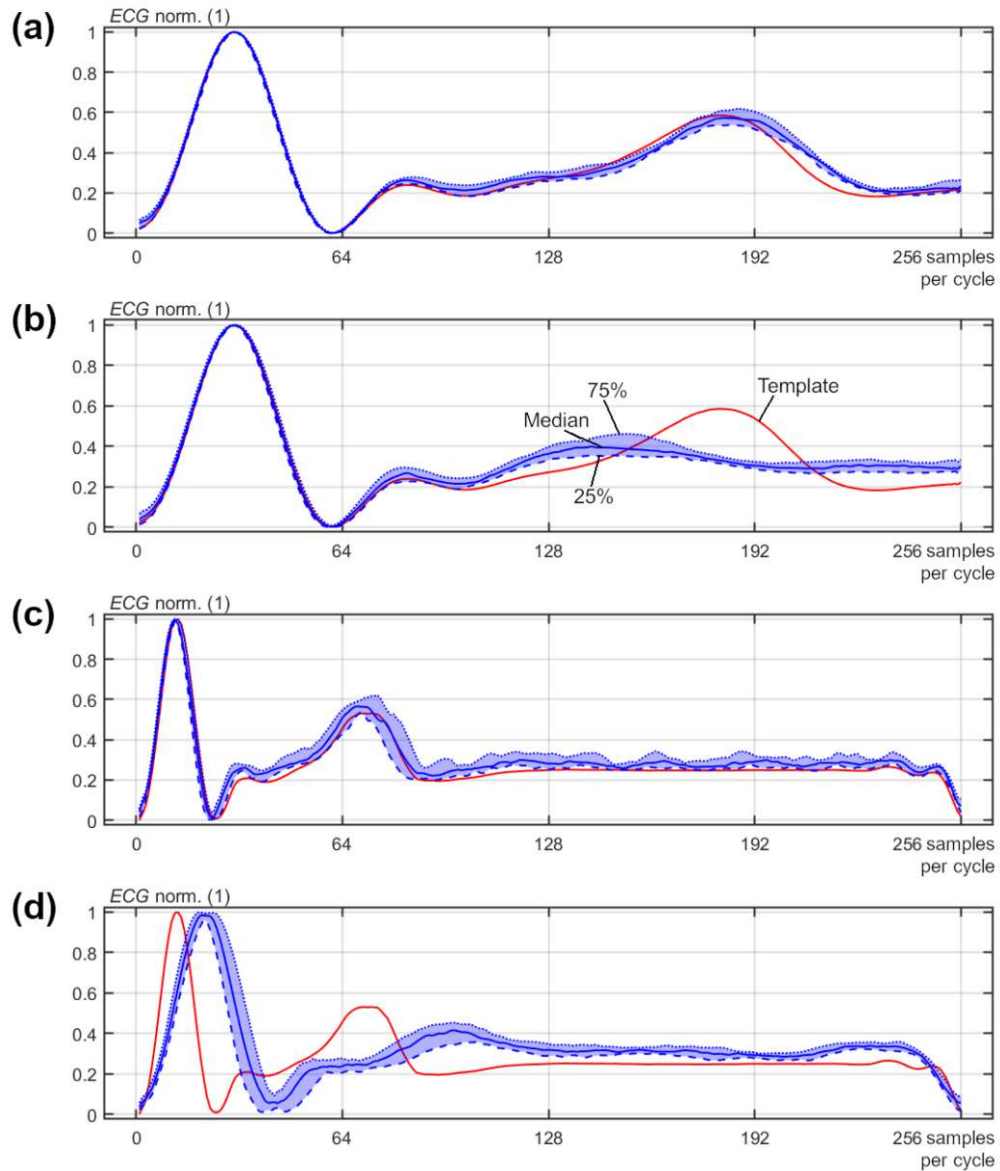 (a)
ECG norm. (1)
1
0.8
0.6
0.4
0.2
0
0 64 128 192 256 samples
per cycle
(b)
ECG norm. (1)
1
0.8
0.6
0.4
0.2
0
75%
Template
Median
25%
0 64 128 192 256 samples
per cycle
(c)
ECG norm. (1)
1
0.8
0.6
0.4
0.2
0
0 64 128 192 256 samples
per cycle
(d)
ECG norm. (1)
1
0.8
0.6
0.4
0.2
0
0 64 128 192 256 samples
per cycle